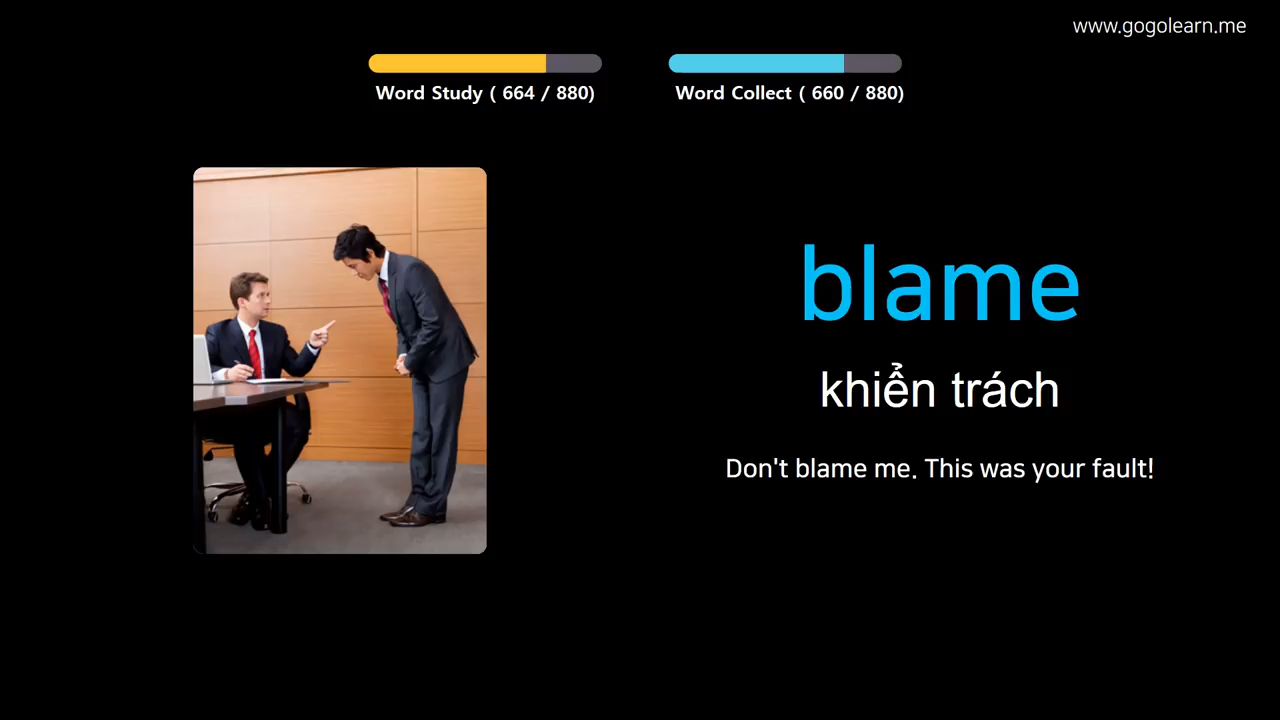 www.gogolearn.me
Word Study ( 664 / 880)
Word Collect ( 660 / 880)
blame
khiển trách
Don't blame me. This was your fault!